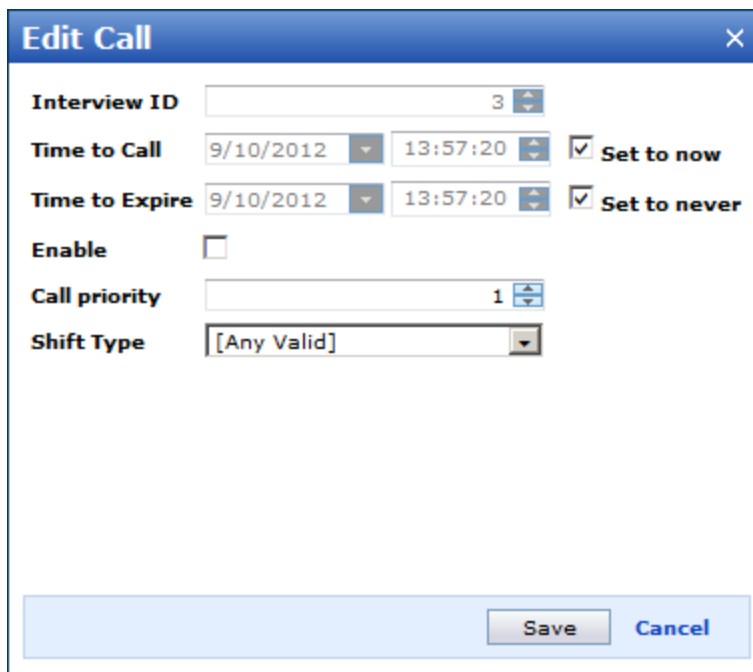 Edit Call
Interview ID 3
Time to Call 9/10/2012 13:57:20 Set to now
Time to Expire 9/10/2012 13:57:20 Set to never
Enable
Call priority 1
Shift Type [Any Valid]
Save Cancel